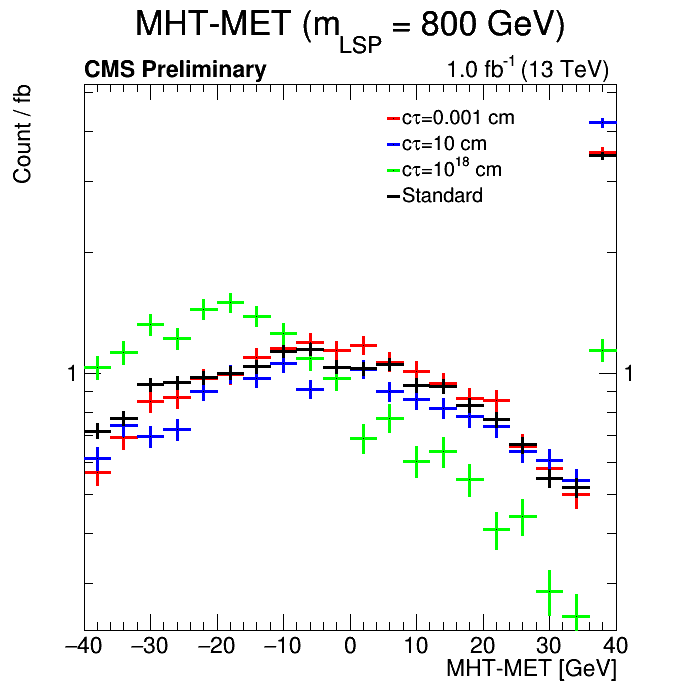 MHT-MET (m_LSP = 800 GeV)
CMS Preliminary 1.0 fb⁻¹ (13 TeV)
Count / fb
cτ=0.001 cm
cτ=10 cm
cτ=10¹⁸ cm
Standard
1 1
−40 −30 −20 −10 0 10 20 30 40
MHT-MET [GeV]